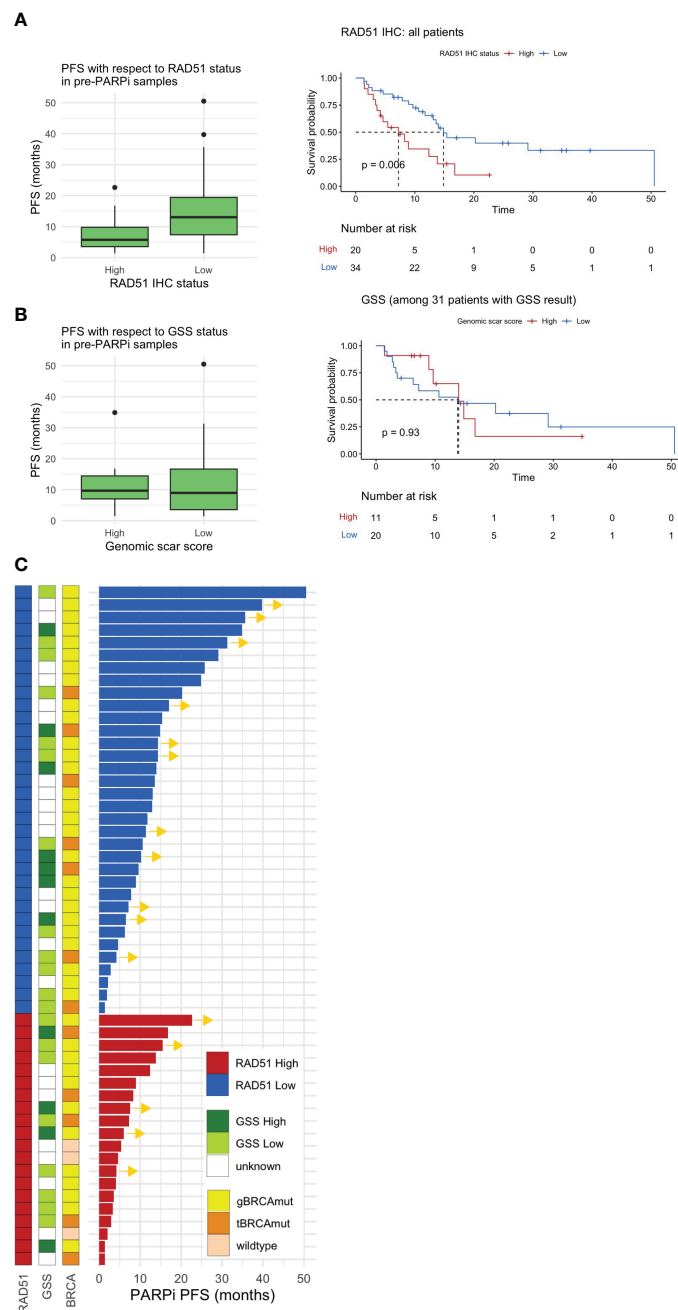 A
PFS with respect to RAD51 status
in pre-PARPi samples
PFS (months)
50
40
30
20
10
0
High
Low
RAD51 IHC status
RAD51 IHC: all patients
RAD51 IHC status High Low
Survival probability
1.00
0.75
0.50
0.25
0.00
p = 0.006
0 10 20 30 40 50
Time
Number at risk
High 20 5 1 0 0 0
Low 34 22 9 5 1 1
B
PFS with respect to GSS status
in pre-PARPi samples
PFS (months)
50
40
30
20
10
0
High
Low
Genomic scar score
GSS (among 31 patients with GSS result)
Genomic scar score High Low
Survival probability
1.00
0.75
0.50
0.25
0.00
p = 0.93
0 10 20 30 40 50
Time
Number at risk
High 11 5 1 1 0 0
Low 20 10 5 2 1 1
C
RAD51 High
RAD51 Low
GSS High
GSS Low
unknown
gBRCAmut
tBRCAmut
wildtype
RAD51
GSS
BRCA
0 10 20 30 40 50
PARPi PFS (months)